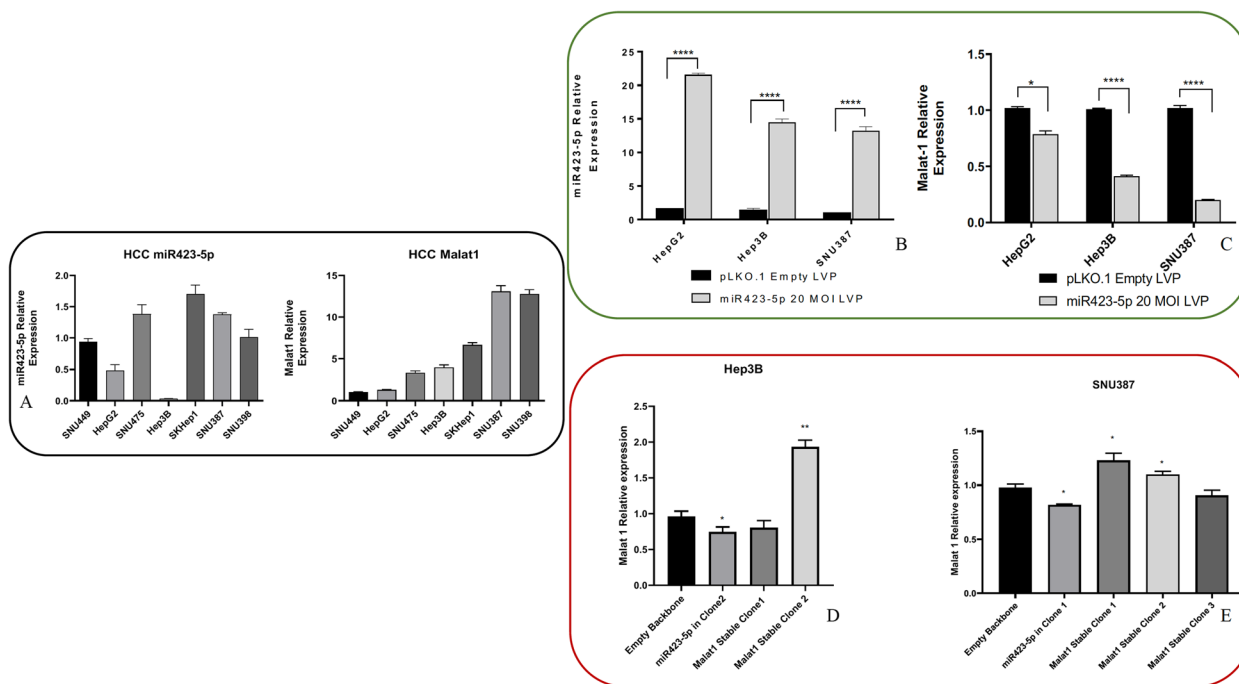 HCC miR423-5p
miR423-5p Relative
Expression
2.0
1.5
1.0
0.5
0.0
SNU449
HepG2
SNU475
Hep3B
SKHep1
SNU387
SNU398
A
HCC Malat1
Malat1 Relative
Expression
15
10
5
0
SNU449
HepG2
SNU475
Hep3B
SKHep1
SNU387
SNU398
miR423-5p Relative
Expression
25
20
15
10
5
0
****
****
****
HepG2
Hep3B
SNU387
B
pLKO.1 Empty LVP
miR423-5p 20 MOI LVP
Malat-1 Relative
Expression
1.5
1.0
0.5
0.0
*
****
****
HepG2
Hep3B
SNU387
C
pLKO.1 Empty LVP
miR423-5p 20 MOI LVP
Hep3B
Malat 1 Relative expression
2.5
2.0
1.5
1.0
0.5
0.0
*
**
Empty Backbone
miR423-5p in Clone2
Malat1 Stable Clone1
Malat1 Stable Clone 2
D
SNU387
Malat 1 Relative expression
1.5
1.0
0.5
0.0
*
*
*
Empty Backbone
miR423-5p in Clone 1
Malat1 Stable Clone 1
Malat1 Stable Clone 2
Malat1 Stable Clone 3
E